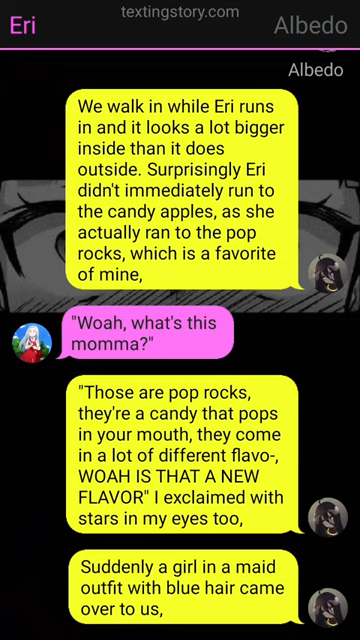 textingstory.com
Eri
Albedo
Albedo
We walk in while Eri runs
in and it looks a lot bigger
inside than it does
outside. Surprisingly Eri
didn't immediately run to
the candy apples, as she
actually ran to the pop
rocks, which is a favorite
of mine,
"Woah, what's this
momma?"
"Those are pop rocks,
they're a candy that pops
in your mouth, they come
in a lot of different flavo-,
WOAH IS THAT A NEW
FLAVOR" I exclaimed with
stars in my eyes too,
Suddenly a girl in a maid
outfit with blue hair came
over to us,